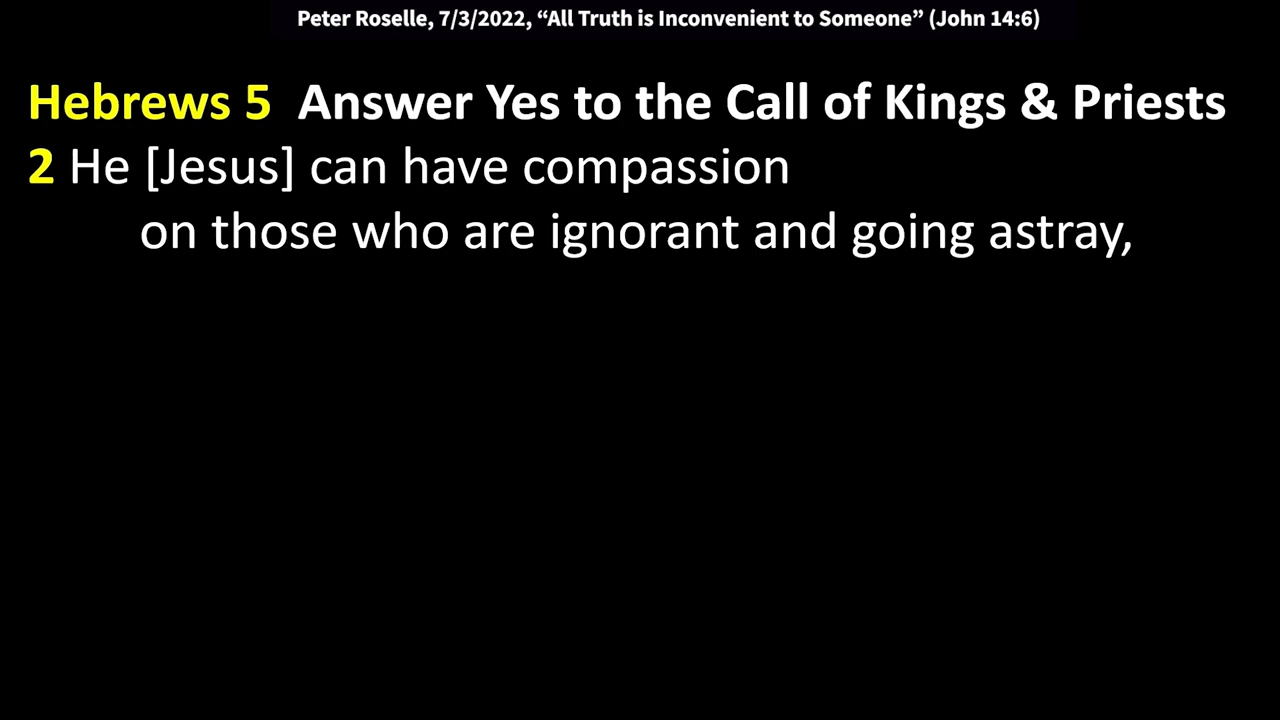 Peter Roselle, 7/3/2022, “All Truth is Inconvenient to Someone” (John 14:6)
Hebrews 5 Answer Yes to the Call of Kings & Priests
2 He [Jesus] can have compassion
on those who are ignorant and going astray,